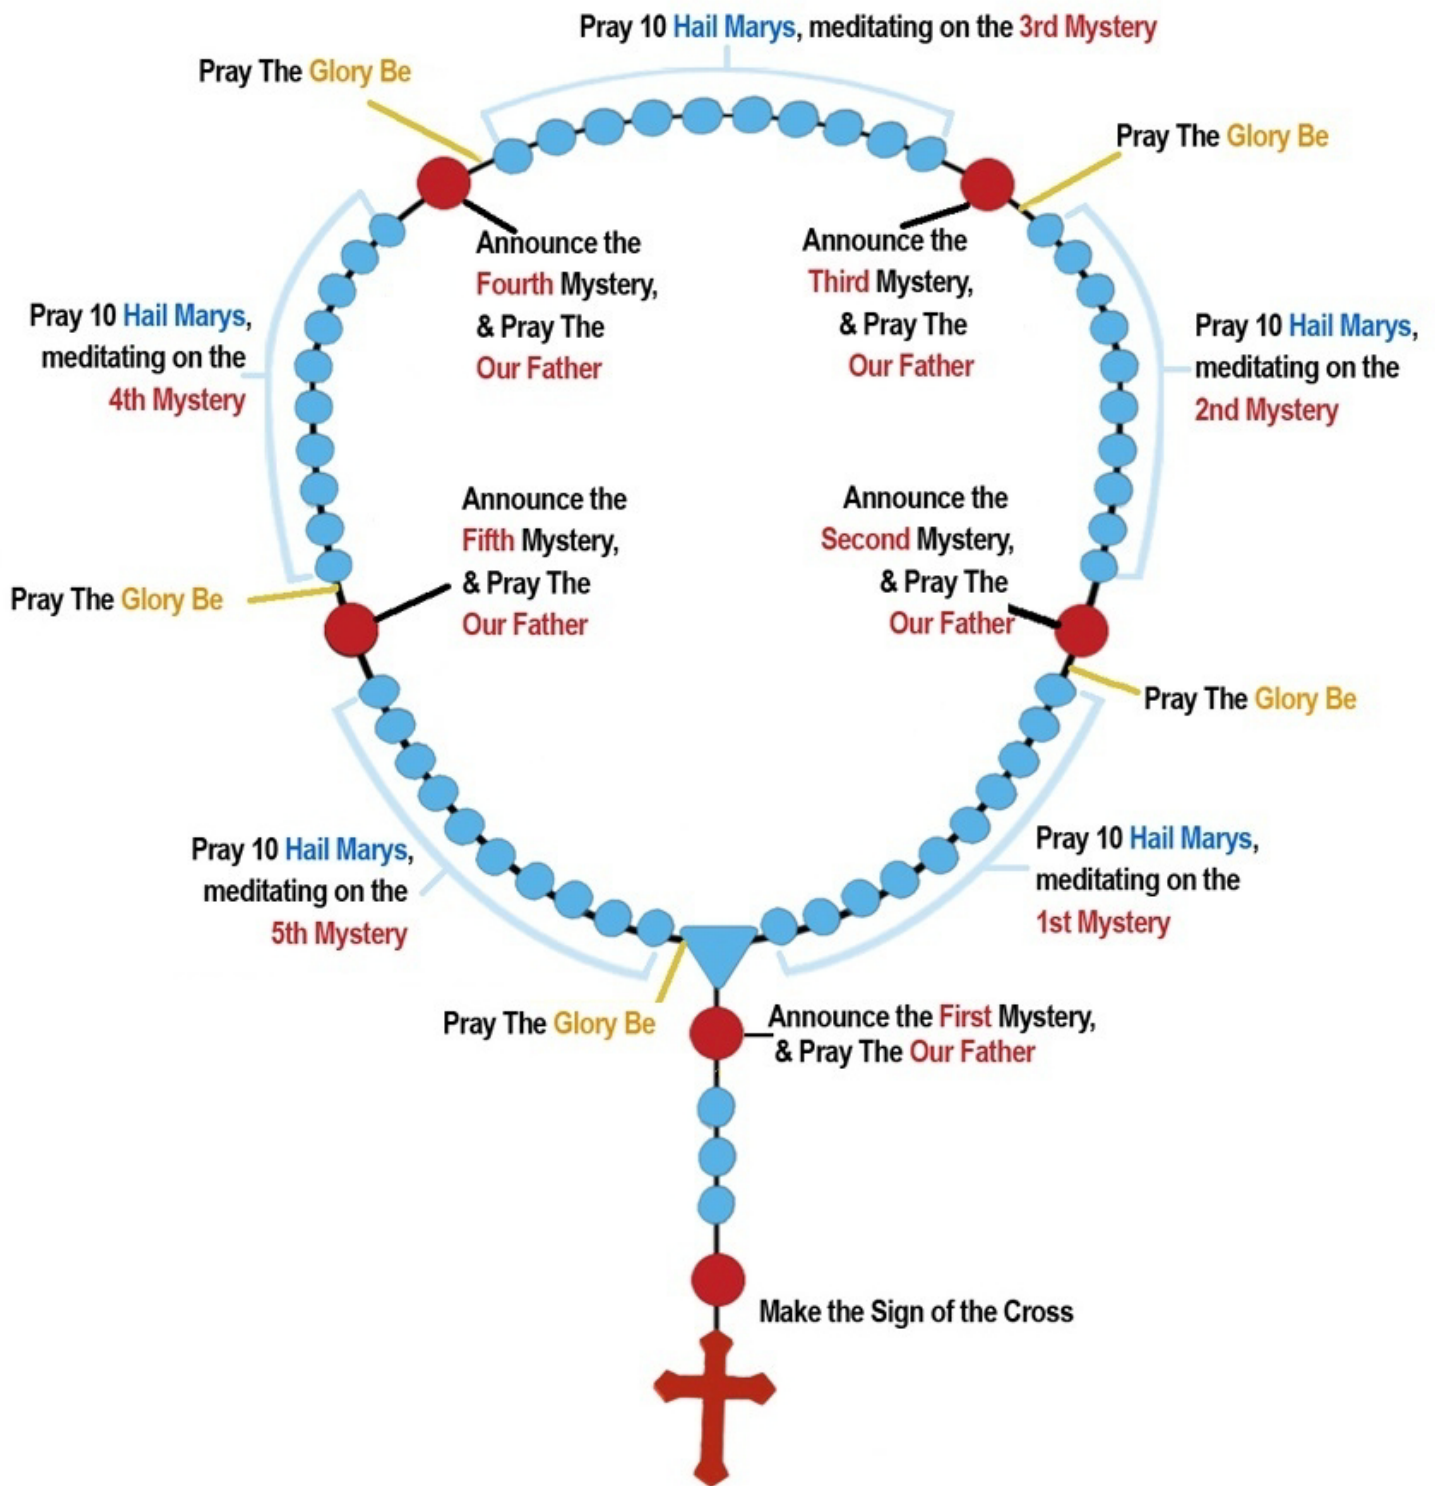 Pray 10 Hail Marys, meditating on the 3rd Mystery
Pray The Glory Be
Pray The Glory Be
Announce the
Fourth Mystery,
& Pray The
Our Father
Announce the
Third Mystery,
& Pray The
Our Father
Pray 10 Hail Marys,
meditating on the
4th Mystery
Pray 10 Hail Marys,
meditating on the
2nd Mystery
Announce the
Fifth Mystery,
& Pray The
Our Father
Announce the
Second Mystery,
& Pray The
Our Father
Pray The Glory Be
Pray The Glory Be
Pray 10 Hail Marys,
meditating on the
5th Mystery
Pray 10 Hail Marys,
meditating on the
1st Mystery
Pray The Glory Be
Announce the First Mystery,
& Pray The Our Father
Make the Sign of the Cross